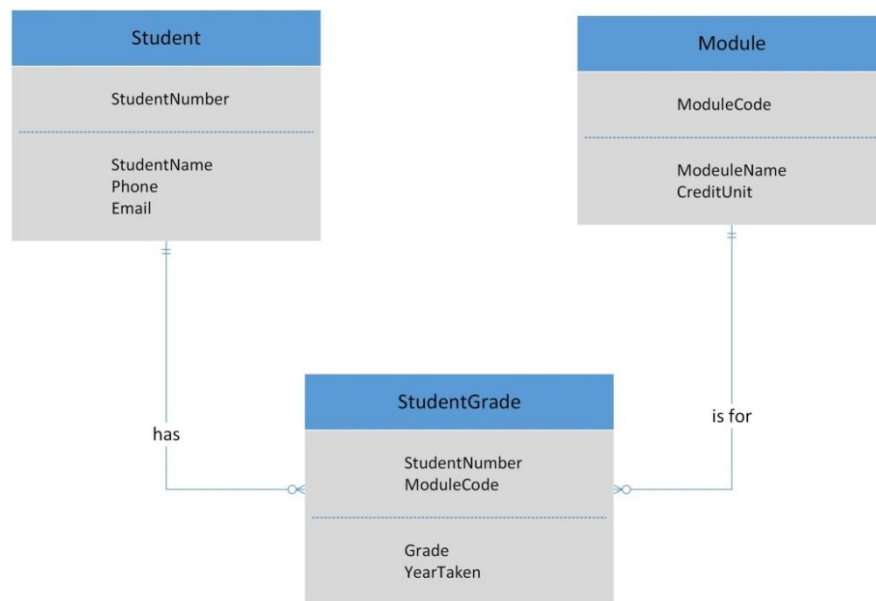 Student
StudentNumber
StudentName
Phone
Email
Module
ModuleCode
ModeuleName
CreditUnit
has
is for
StudentGrade
StudentNumber
ModuleCode
Grade
YearTaken